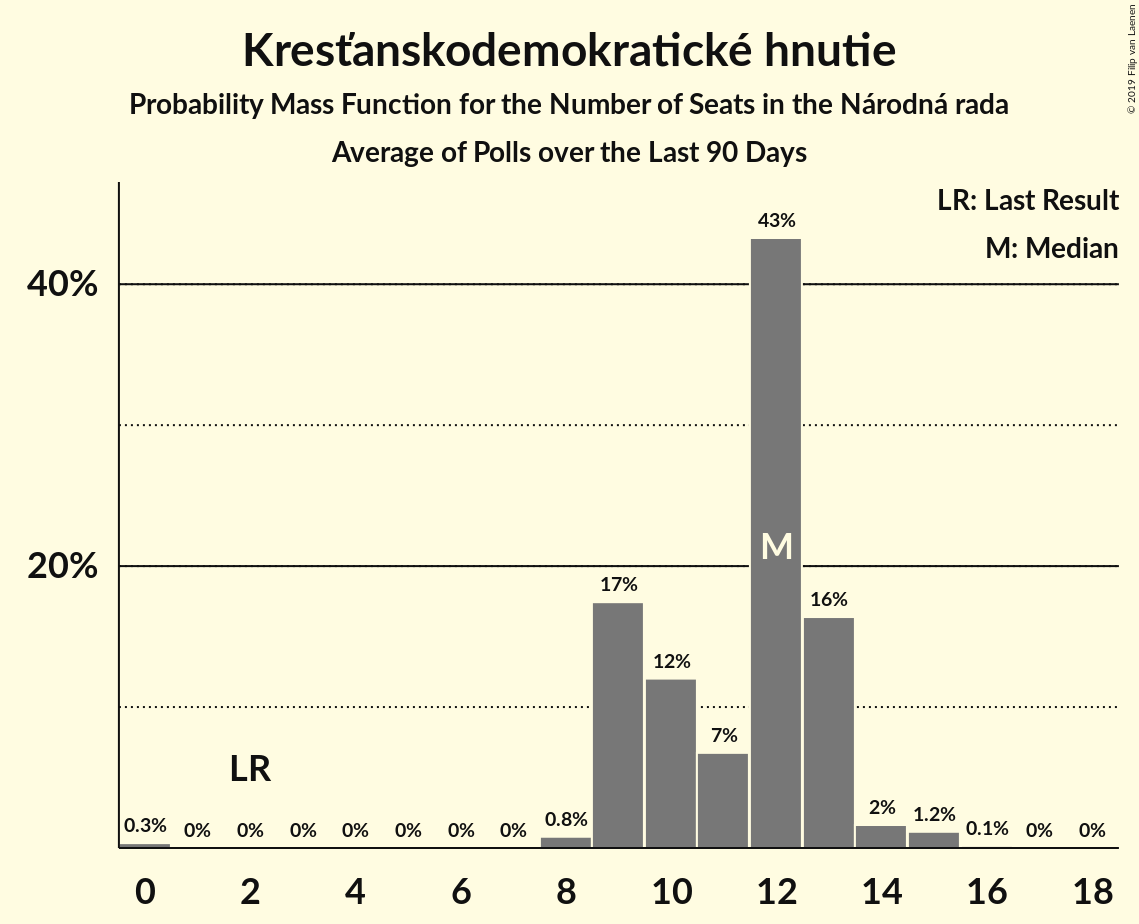 Kresťanskodemokratické hnutie
Probability Mass Function for the Number of Seats in the Národná rada
Average of Polls over the Last 90 Days
© 2019 Filip van Laenen
LR: Last Result
M: Median
40%
20%
0.3%
0%
0%
0%
0%
0%
0%
0%
0.8%
17%
12%
7%
43%
16%
2%
1.2%
0.1%
0%
0%
LR
M
0 2 4 6 8 10 12 14 16 18